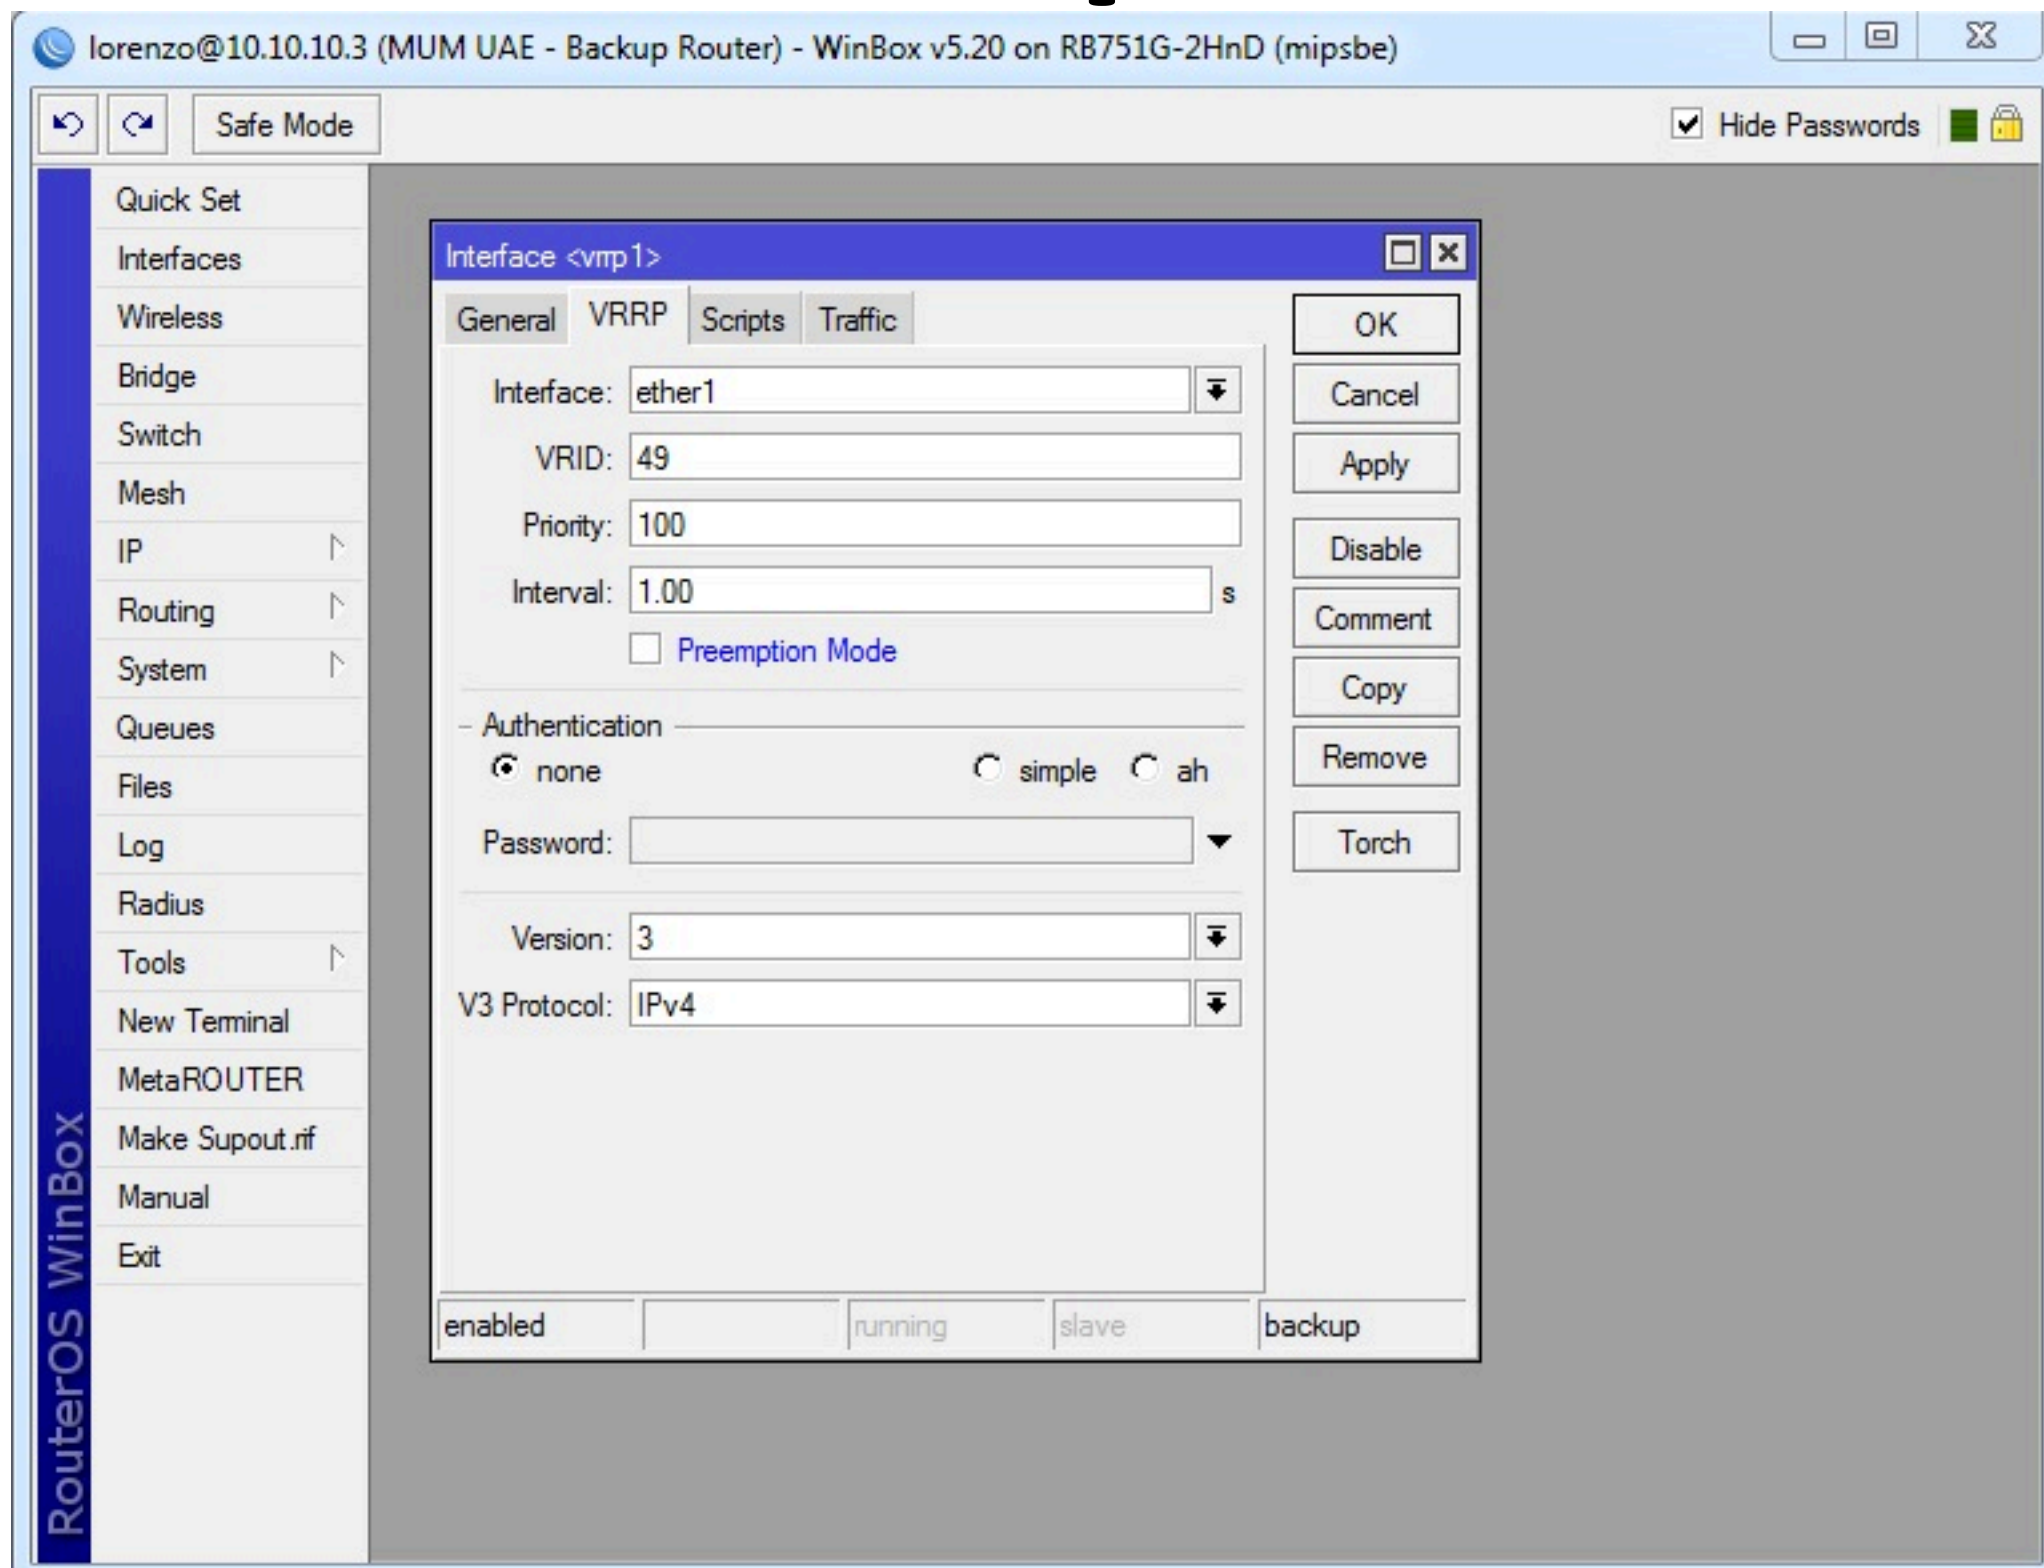 lorenzo@10.10.10.3 (MUM UAE - Backup Router) - WinBox v5.20 on RB751G-2HnD (mipsbe)
Safe Mode
Hide Passwords
Quick Set
Interfaces
Wireless
Bridge
Switch
Mesh
IP
Routing
System
Queues
Files
Log
Radius
Tools
New Terminal
MetaROUTER
Make Supout.rif
Manual
Exit
RouterOS WinBox
Interface <vrrp1>
General VRRP Scripts Traffic
Interface: ether1
VRID: 49
Priority: 100
Interval: 1.00 s
Preemption Mode
Authentication
none simple ah
Password:
Version: 3
V3 Protocol: IPv4
OK
Cancel
Apply
Disable
Comment
Copy
Remove
Torch
enabled running slave backup